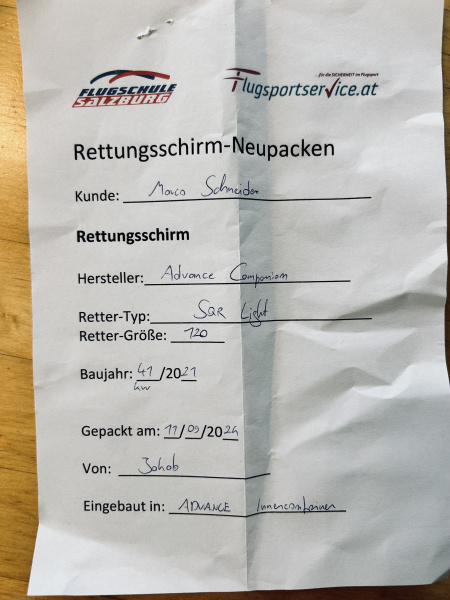 FLUGSCHULE
SALZBURG
...für die SICHERHEIT im Flugsport
Flugsportservice.at
Rettungsschirm-Neupacken
Kunde: Marco Schneider
Rettungsschirm
Hersteller: Advance Companion
Retter-Typ: SQR Light
Retter-Größe: 120
Baujahr: 41/2021
KW
Gepackt am: 11/09/2024
Von: Jakob
Eingebaut in: ADVANCE Innencontainer